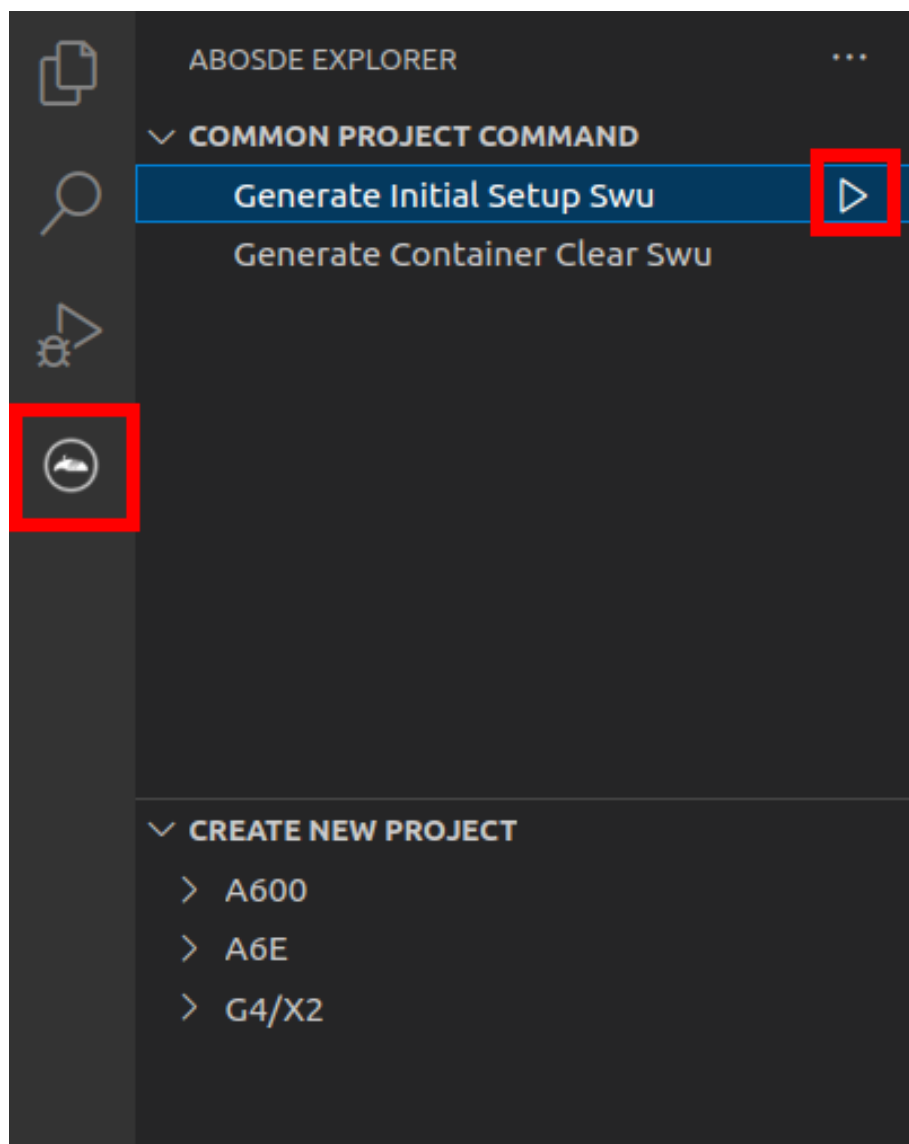 ABOSDE EXPLORER
COMMON PROJECT COMMAND
Generate Initial Setup Swu
Generate Container Clear Swu
CREATE NEW PROJECT
A600
A6E
G4/X2